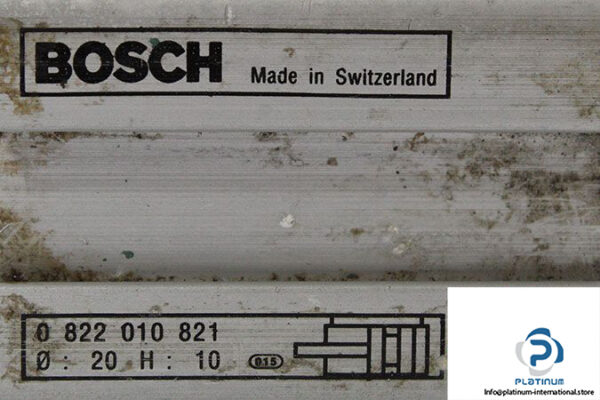 BOSCH Made in Switzerland
0 822 010 821
Ø : 20 H : 10 015
PLATINUM
Info@platinum-international.store